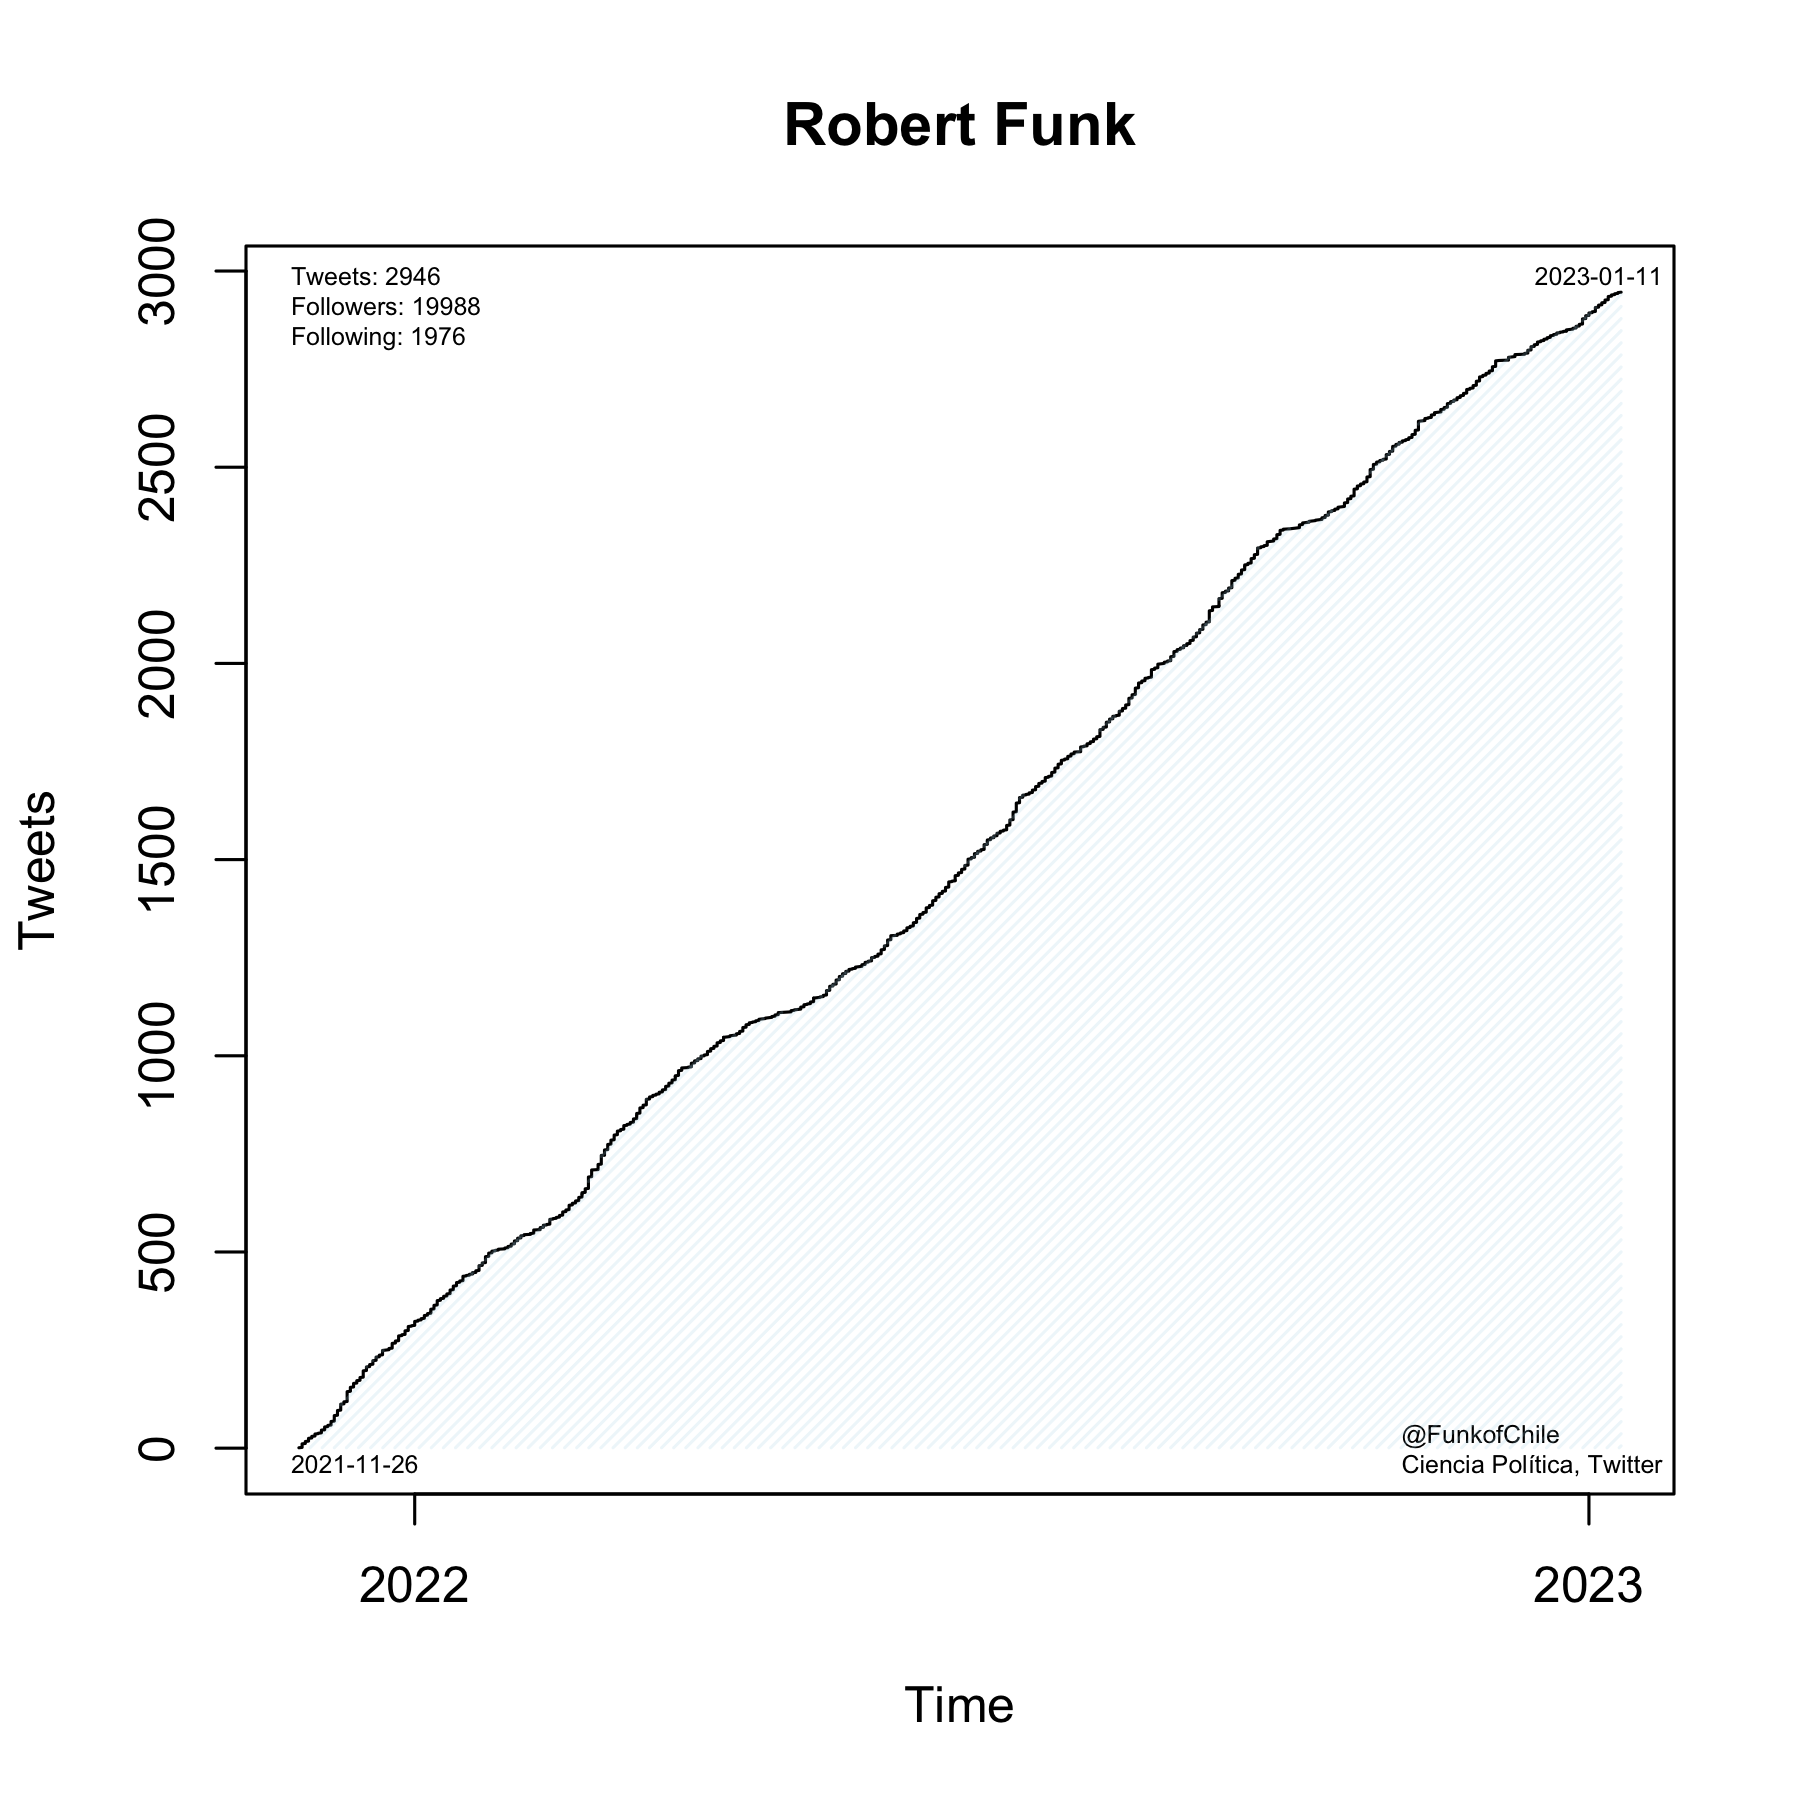 Robert Funk
Tweets: 2946
Followers: 19988
Following: 1976
2023-01-11
3000
2500
2000
1500
1000
500
0
Tweets
2021-11-26
@FunkofChile
Ciencia Política, Twitter
2022
2023
Time